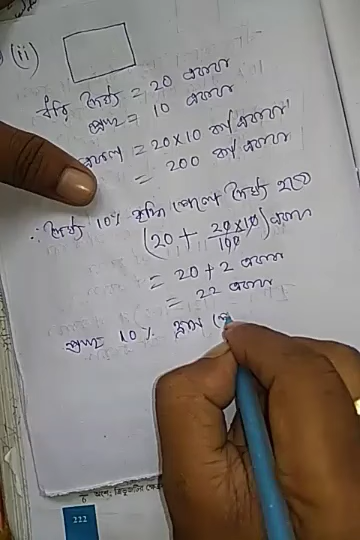 (ii)
ধরি দৈর্ঘ্য = 20 একক
প্রস্থ = 10 একক
= 20×10 বর্গ একক
= 200 বর্গ একক
∴ দৈর্ঘ্য 10% বৃদ্ধি পেলে দৈর্ঘ্য হবে
(20 + 20×10/100) একক
= 20 + 2 একক
= 22 একক
প্রস্থ 10% হ্রাস
222